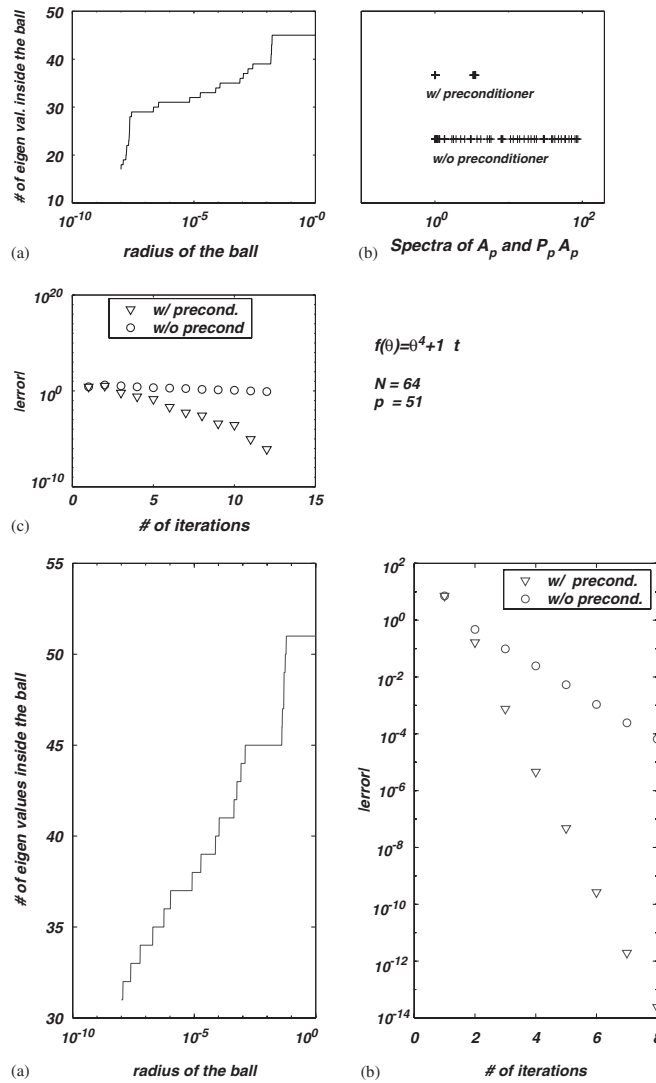 50
40
30
20
10
# of eigen val. inside the ball
10^-10
10^-5
10^-0
(a)
radius of the ball
w/ preconditioner
w/o preconditioner
10^0
10^2
(b)
Spectra of A_p and P_p A_p
10^20
10^0
10^-10
|error|
w/ precond.
w/o precond
0
5
10
15
(c)
# of iterations
f(θ)=θ^4+1 t
N = 64
p = 51
55
50
45
40
35
30
# of eigen values inside the ball
10^-10
10^-5
10^0
(a)
radius of the ball
10^2
10^0
10^-2
10^-4
10^-6
10^-8
10^-10
10^-12
10^-14
|error|
w/ precond.
w/o precond.
0
2
4
6
8
(b)
# of iterations